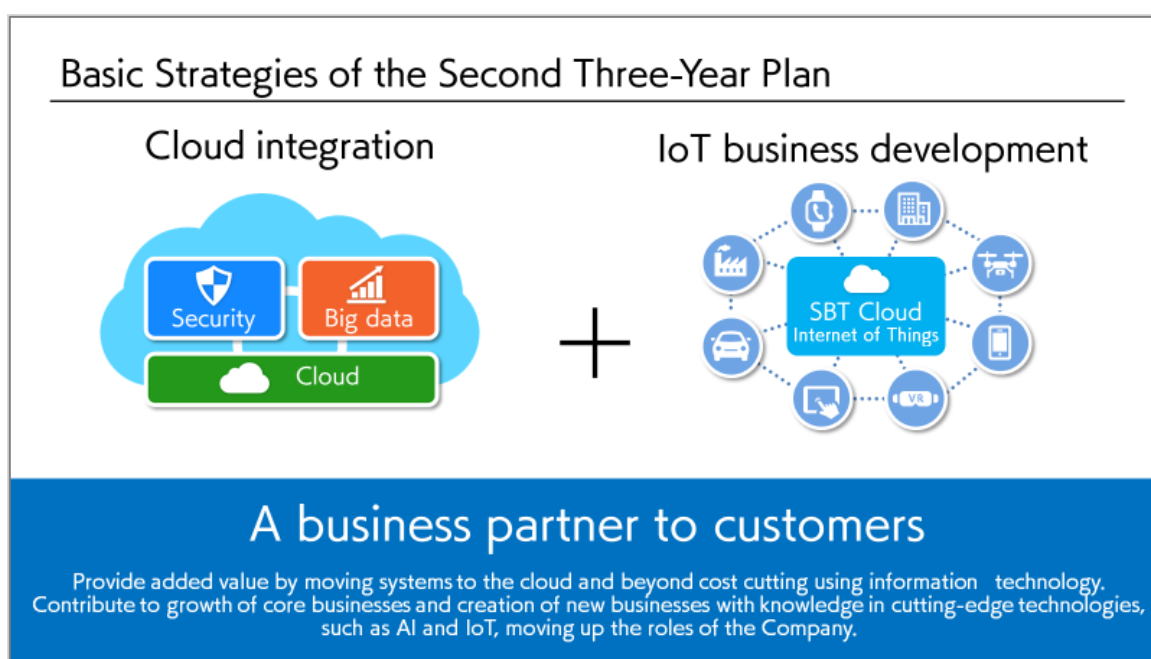 Basic Strategies of the Second Three-Year Plan
Cloud integration
IoT business development
Security
Big data
Cloud
SBT Cloud
Internet of Things
VR
A business partner to customers
Provide added value by moving systems to the cloud and beyond cost cutting using information technology.
Contribute to growth of core businesses and creation of new businesses with knowledge in cutting-edge technologies,
such as AI and IoT, moving up the roles of the Company.